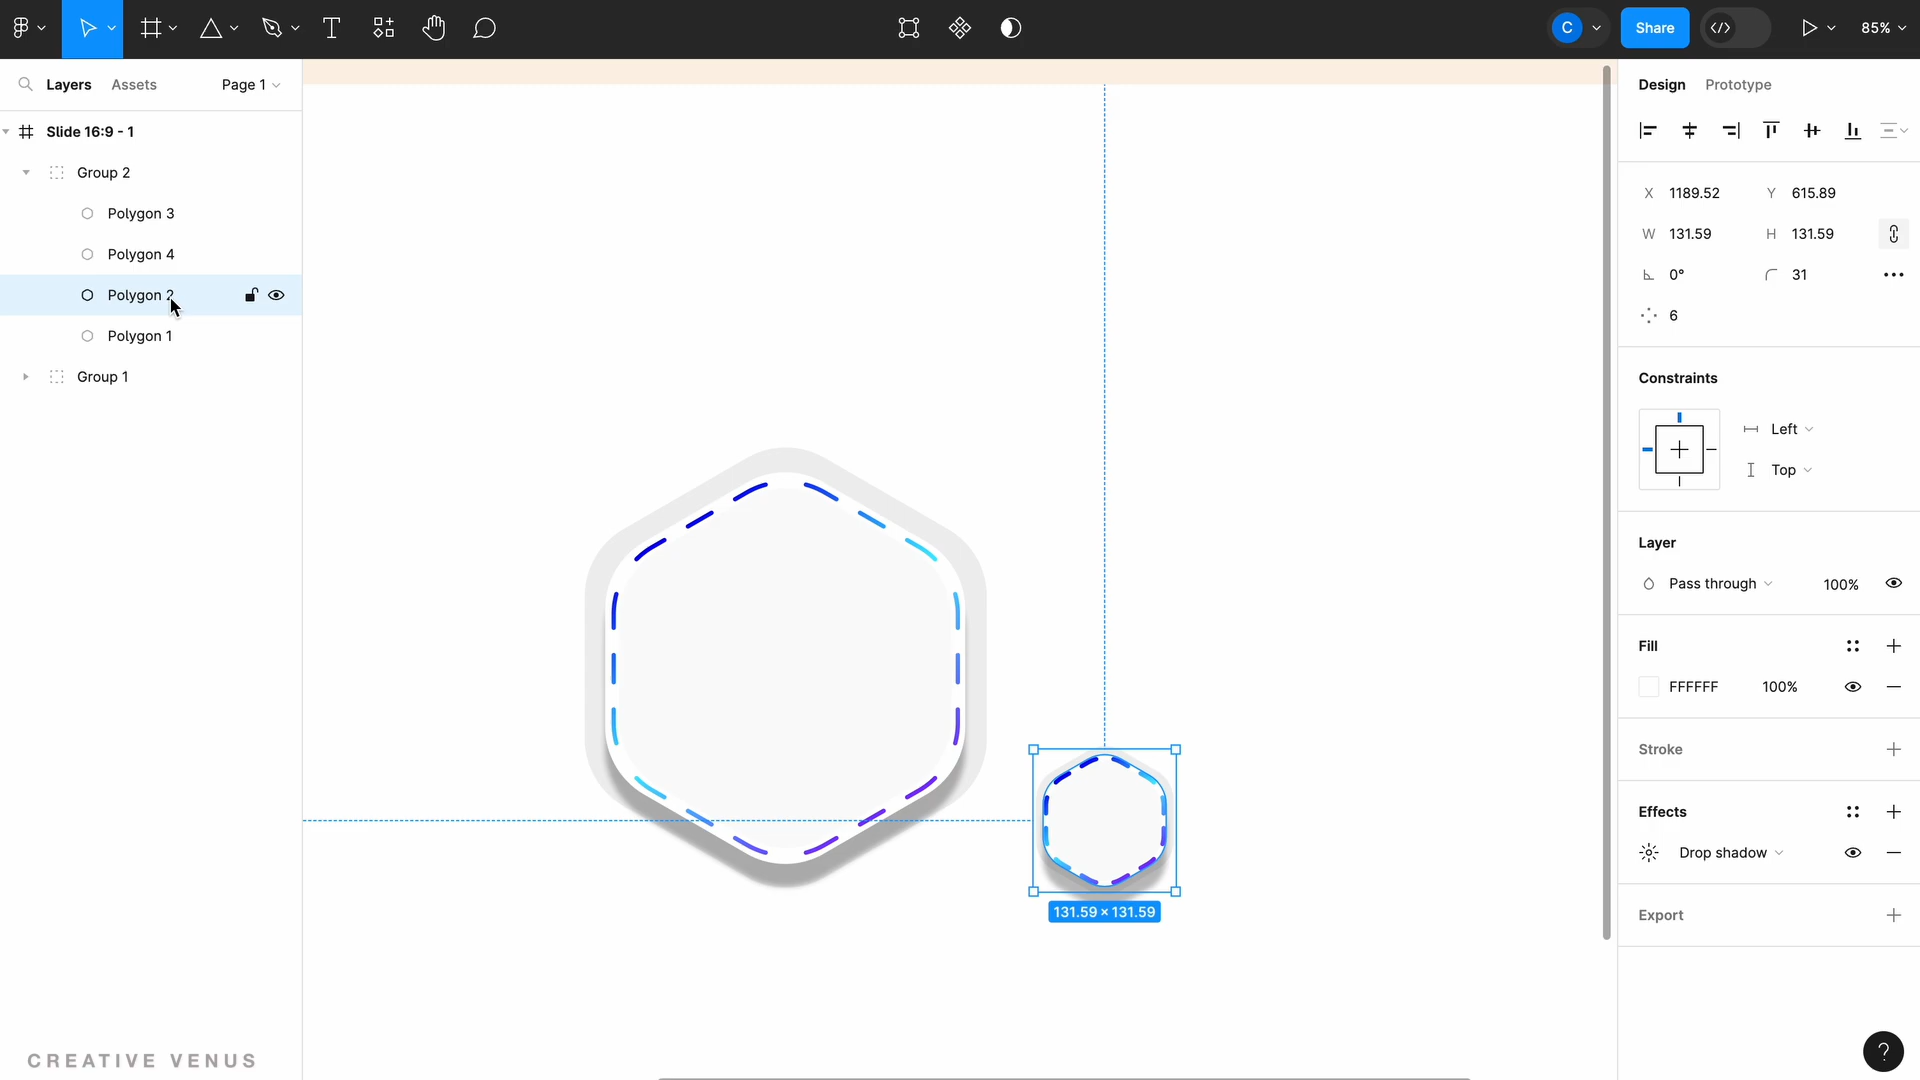 C
Share
85%
Layers
Assets
Page 1
Design
Prototype
Slide 16:9 - 1
Group 2
Polygon 3
Polygon 4
Polygon 2
Polygon 1
Group 1
X 1189.52 Y 615.89
W 131.59 H 131.59
0° 31
6
Constraints
Left
Top
Layer
Pass through 100%
Fill
FFFFFF 100%
Stroke
Effects
Drop shadow
Export
131.59 × 131.59
CREATIVE VENUS
?